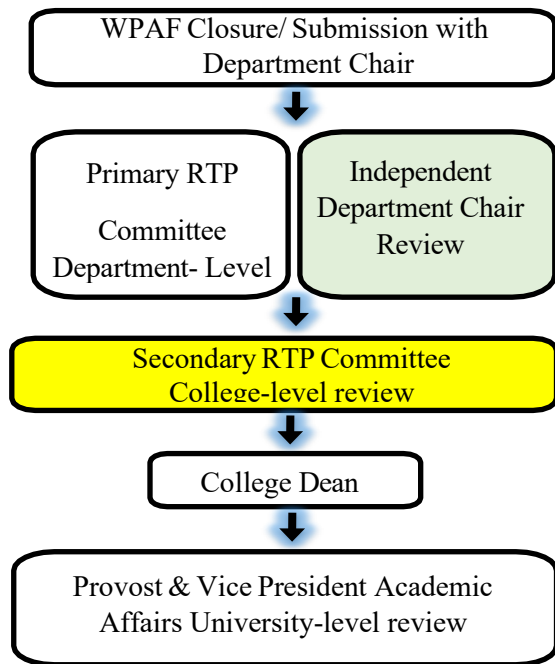 WPAF Closure/ Submission with
Department Chair
Primary RTP
Committee
Department- Level
Independent
Department Chair
Review
Secondary RTP Committee
College-level review
College Dean
Provost & Vice President Academic
Affairs University-level review